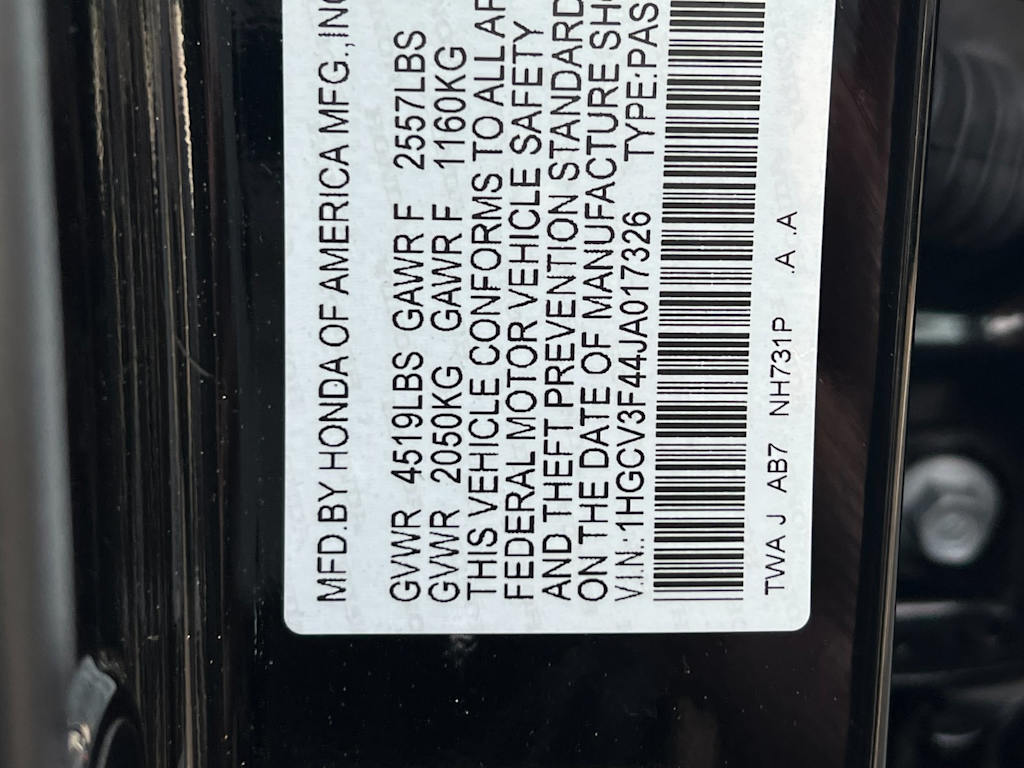 MFD.BY HONDA OF AMERICA MFG.,INC
GVWR 4519LBS GAWR F 2557LBS
GVWR 2050KG GAWR F 1160KG
THIS VEHICLE CONFORMS TO ALL AP
FEDERAL MOTOR VEHICLE SAFETY
AND THEFT PREVENTION STANDARD
ON THE DATE OF MANUFACTURE SHO
V.I.N.:1HGCV3F44JA017326 TYPE:PAS
TWA J AB7 NH731P .A .A